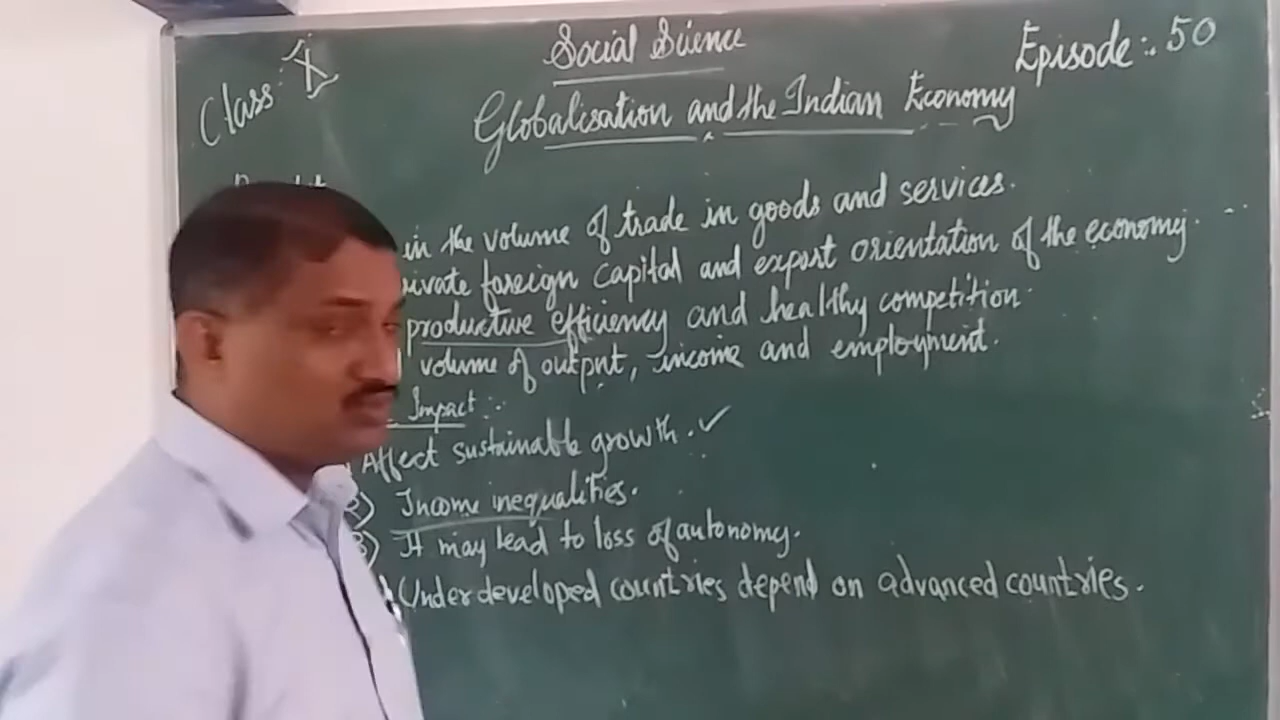 Class: X
Social Science
Episode:. 50
Globalisation and the Indian Economy
in the volume of trade in goods and services.
foreign capital and export orientation of the economy.
productive efficiency and healthy competition.
volume of output, income and employment.
Impact :.
Affect sustainable growth. ✓
2) Income inequalities.
3) It may lead to loss of autonomy.
Underdeveloped countries depend on advanced countries.